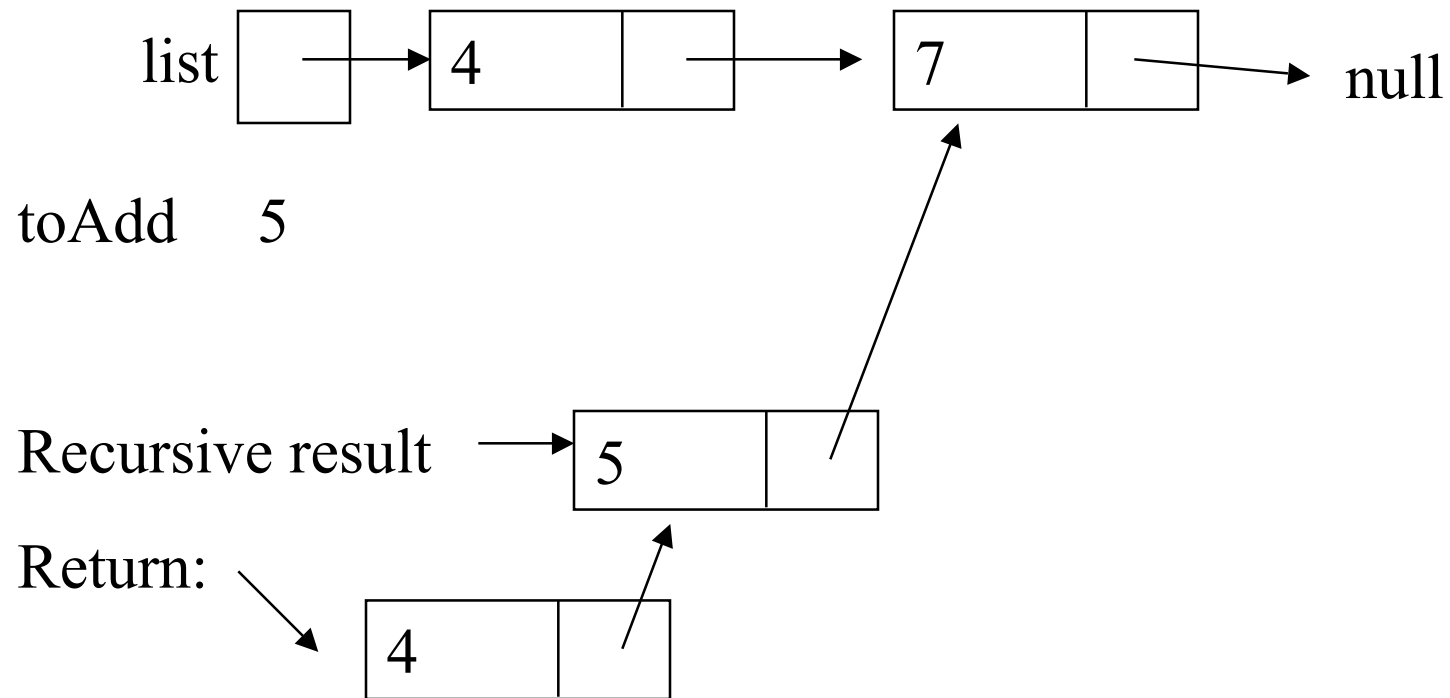 list 4 7 null
toAdd 5
Recursive result 5
Return:
4